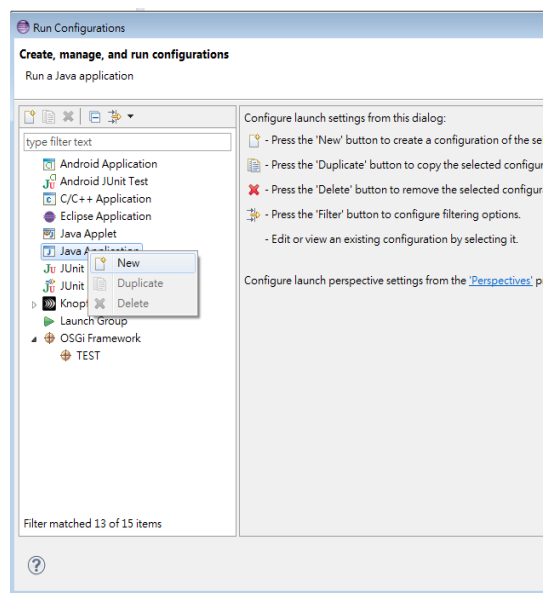 Run Configurations
Create, manage, and run configurations
Run a Java application
type filter text
Android Application
Android JUnit Test
C/C++ Application
Eclipse Application
Java Applet
Java Application
JUnit
JUnit
Knopf
Launch Group
OSGi Framework
TEST
New
Duplicate
Delete
Filter matched 13 of 15 items
Configure launch settings from this dialog:
- Press the 'New' button to create a configuration of the se
- Press the 'Duplicate' button to copy the selected configur
- Press the 'Delete' button to remove the selected configura
- Press the 'Filter' button to configure filtering options.
- Edit or view an existing configuration by selecting it.
Configure launch perspective settings from the 'Perspectives' p